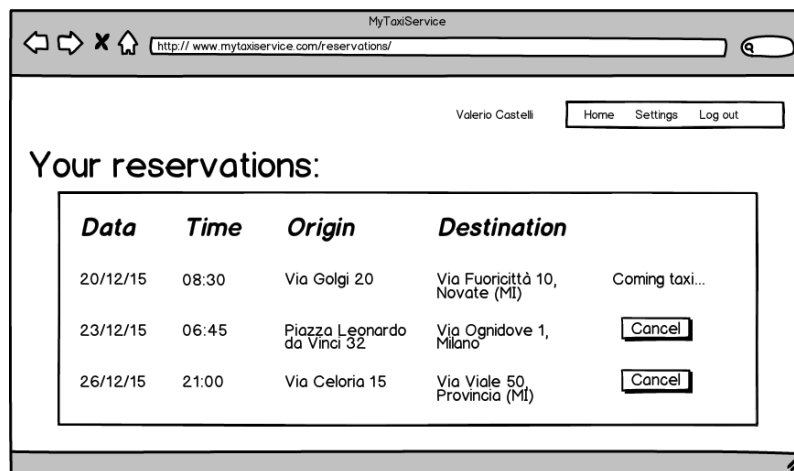 MyTaxiService
http:// www.mytaxiservice.com/reservations/
Valerio Castelli Home Settings Log out
Your reservations:
Data Time Origin Destination
20/12/15 08:30 Via Golgi 20 Via Fuoricittà 10, Coming taxi...
Novate (MI)
23/12/15 06:45 Piazza Leonardo Via Ognidove 1, Cancel
da Vinci 32 Milano
26/12/15 21:00 Via Celoria 15 Via Viale 50, Cancel
Provincia (MI)